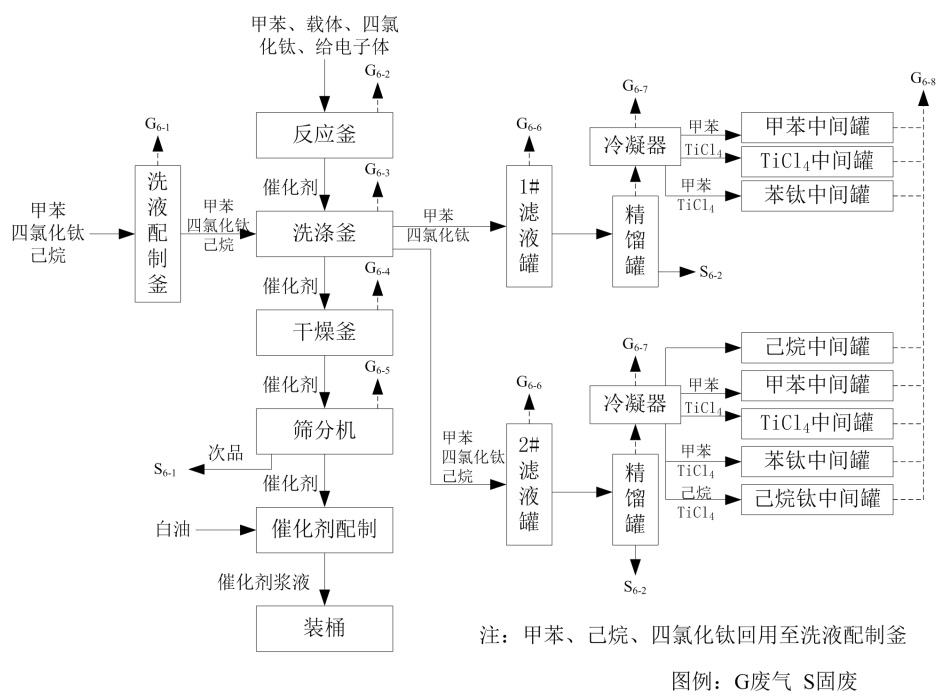 甲苯、载体、四氯
化钛、给电子体
G6-2
反应釜
催化剂
G6-1
洗液配制釜
甲苯
四氯化钛
己烷
甲苯
四氯化钛
己烷
G6-3
洗涤釜
催化剂
G6-4
干燥釜
催化剂
G6-5
筛分机
次品
S6-1
催化剂
白油
催化剂配制
催化剂浆液
装桶
甲苯
四氯化钛
G6-6
1#滤液罐
精馏罐
S6-2
G6-7
冷凝器
甲苯
TiCl4
甲苯
TiCl4
甲苯中间罐
TiCl4中间罐
苯钛中间罐
G6-8
甲苯
四氯化钛
己烷
G6-6
2#滤液罐
精馏罐
S6-2
G6-7
冷凝器
甲苯
TiCl4
甲苯
TiCl4
己烷
TiCl4
己烷中间罐
甲苯中间罐
TiCl4中间罐
苯钛中间罐
己烷钛中间罐
注：甲苯、己烷、四氯化钛回用至洗液配制釜
图例：G废气 S固废